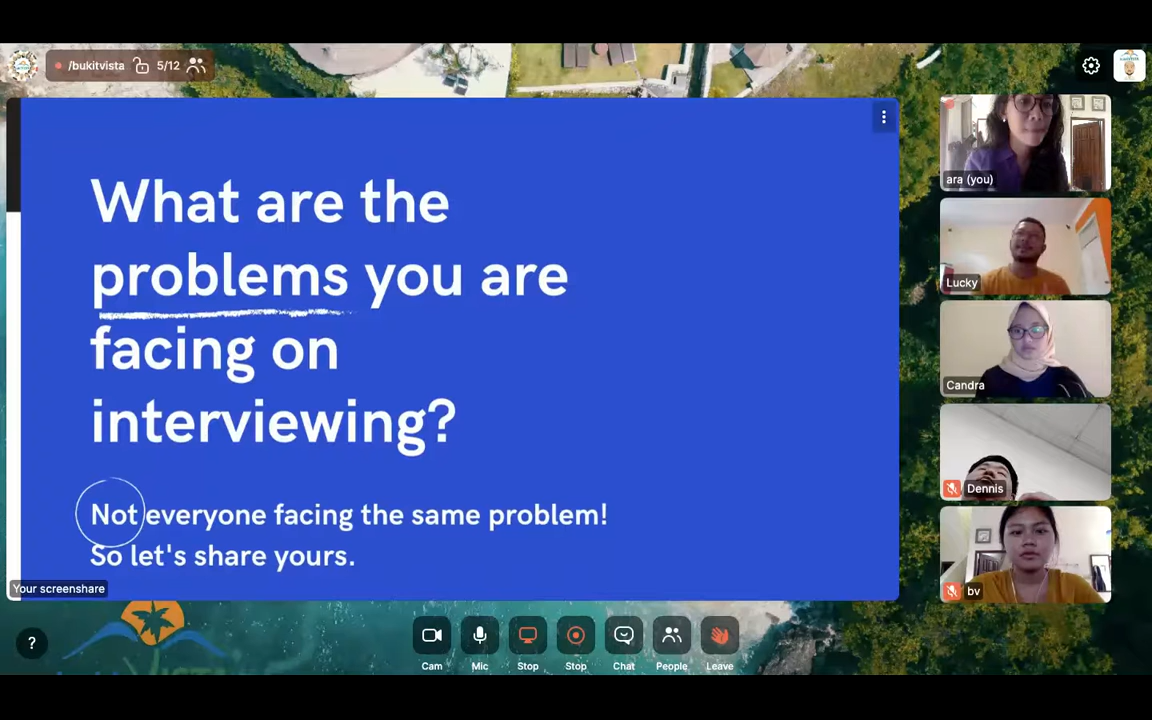 /bukitvista 5/12
What are the
problems you are
facing on
interviewing?
Not everyone facing the same problem!
So let's share yours.
Your screenshare
ara (you)
Lucky
Candra
Dennis
bv
?
Cam
Mic
Stop
Stop
Chat
People
Leave